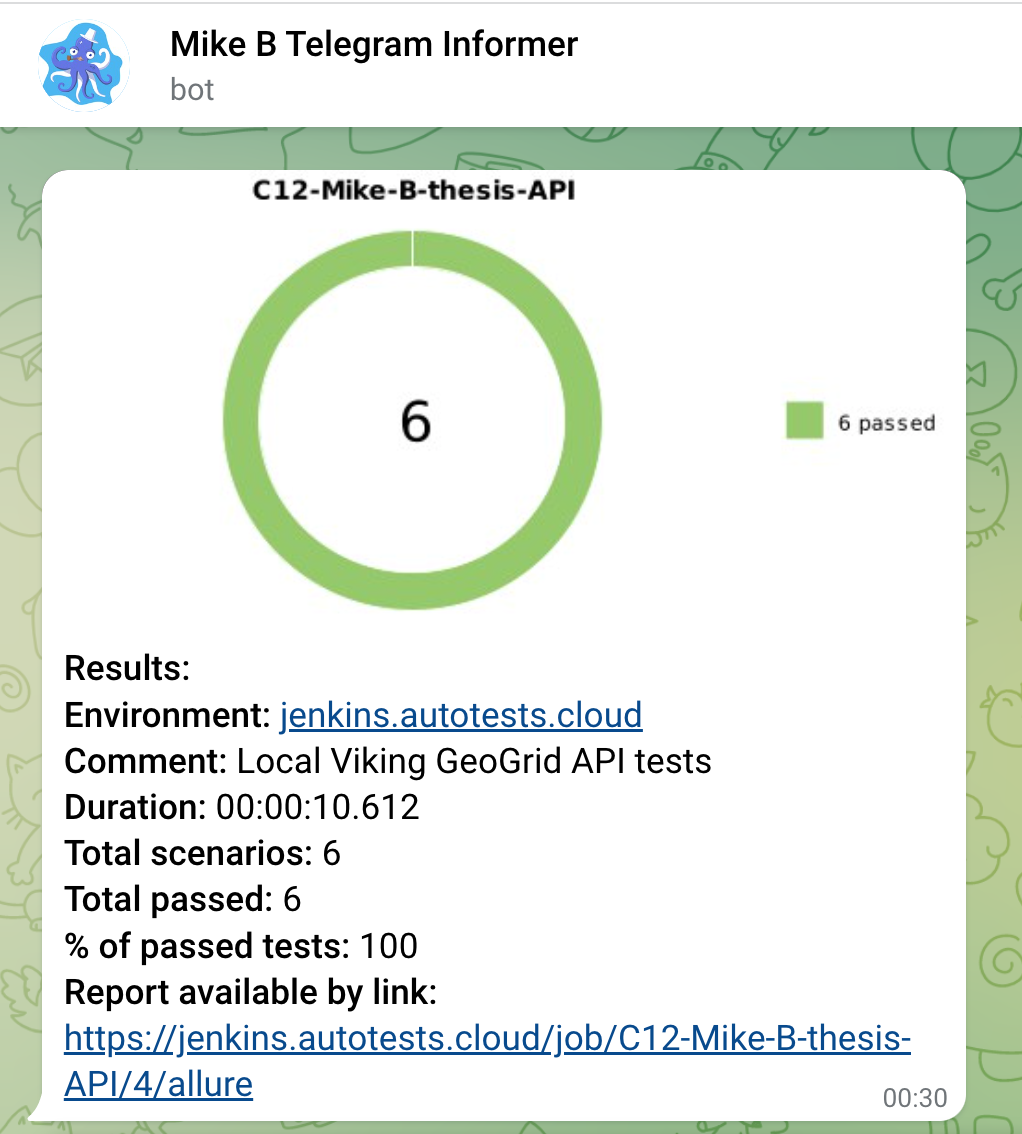 Mike B Telegram Informer
bot
C12-Mike-B-thesis-API
6
6 passed
Results:
Environment: jenkins.autotests.cloud
Comment: Local Viking GeoGrid API tests
Duration: 00:00:10.612
Total scenarios: 6
Total passed: 6
% of passed tests: 100
Report available by link:
https://jenkins.autotests.cloud/job/C12-Mike-B-thesis-
API/4/allure
00:30